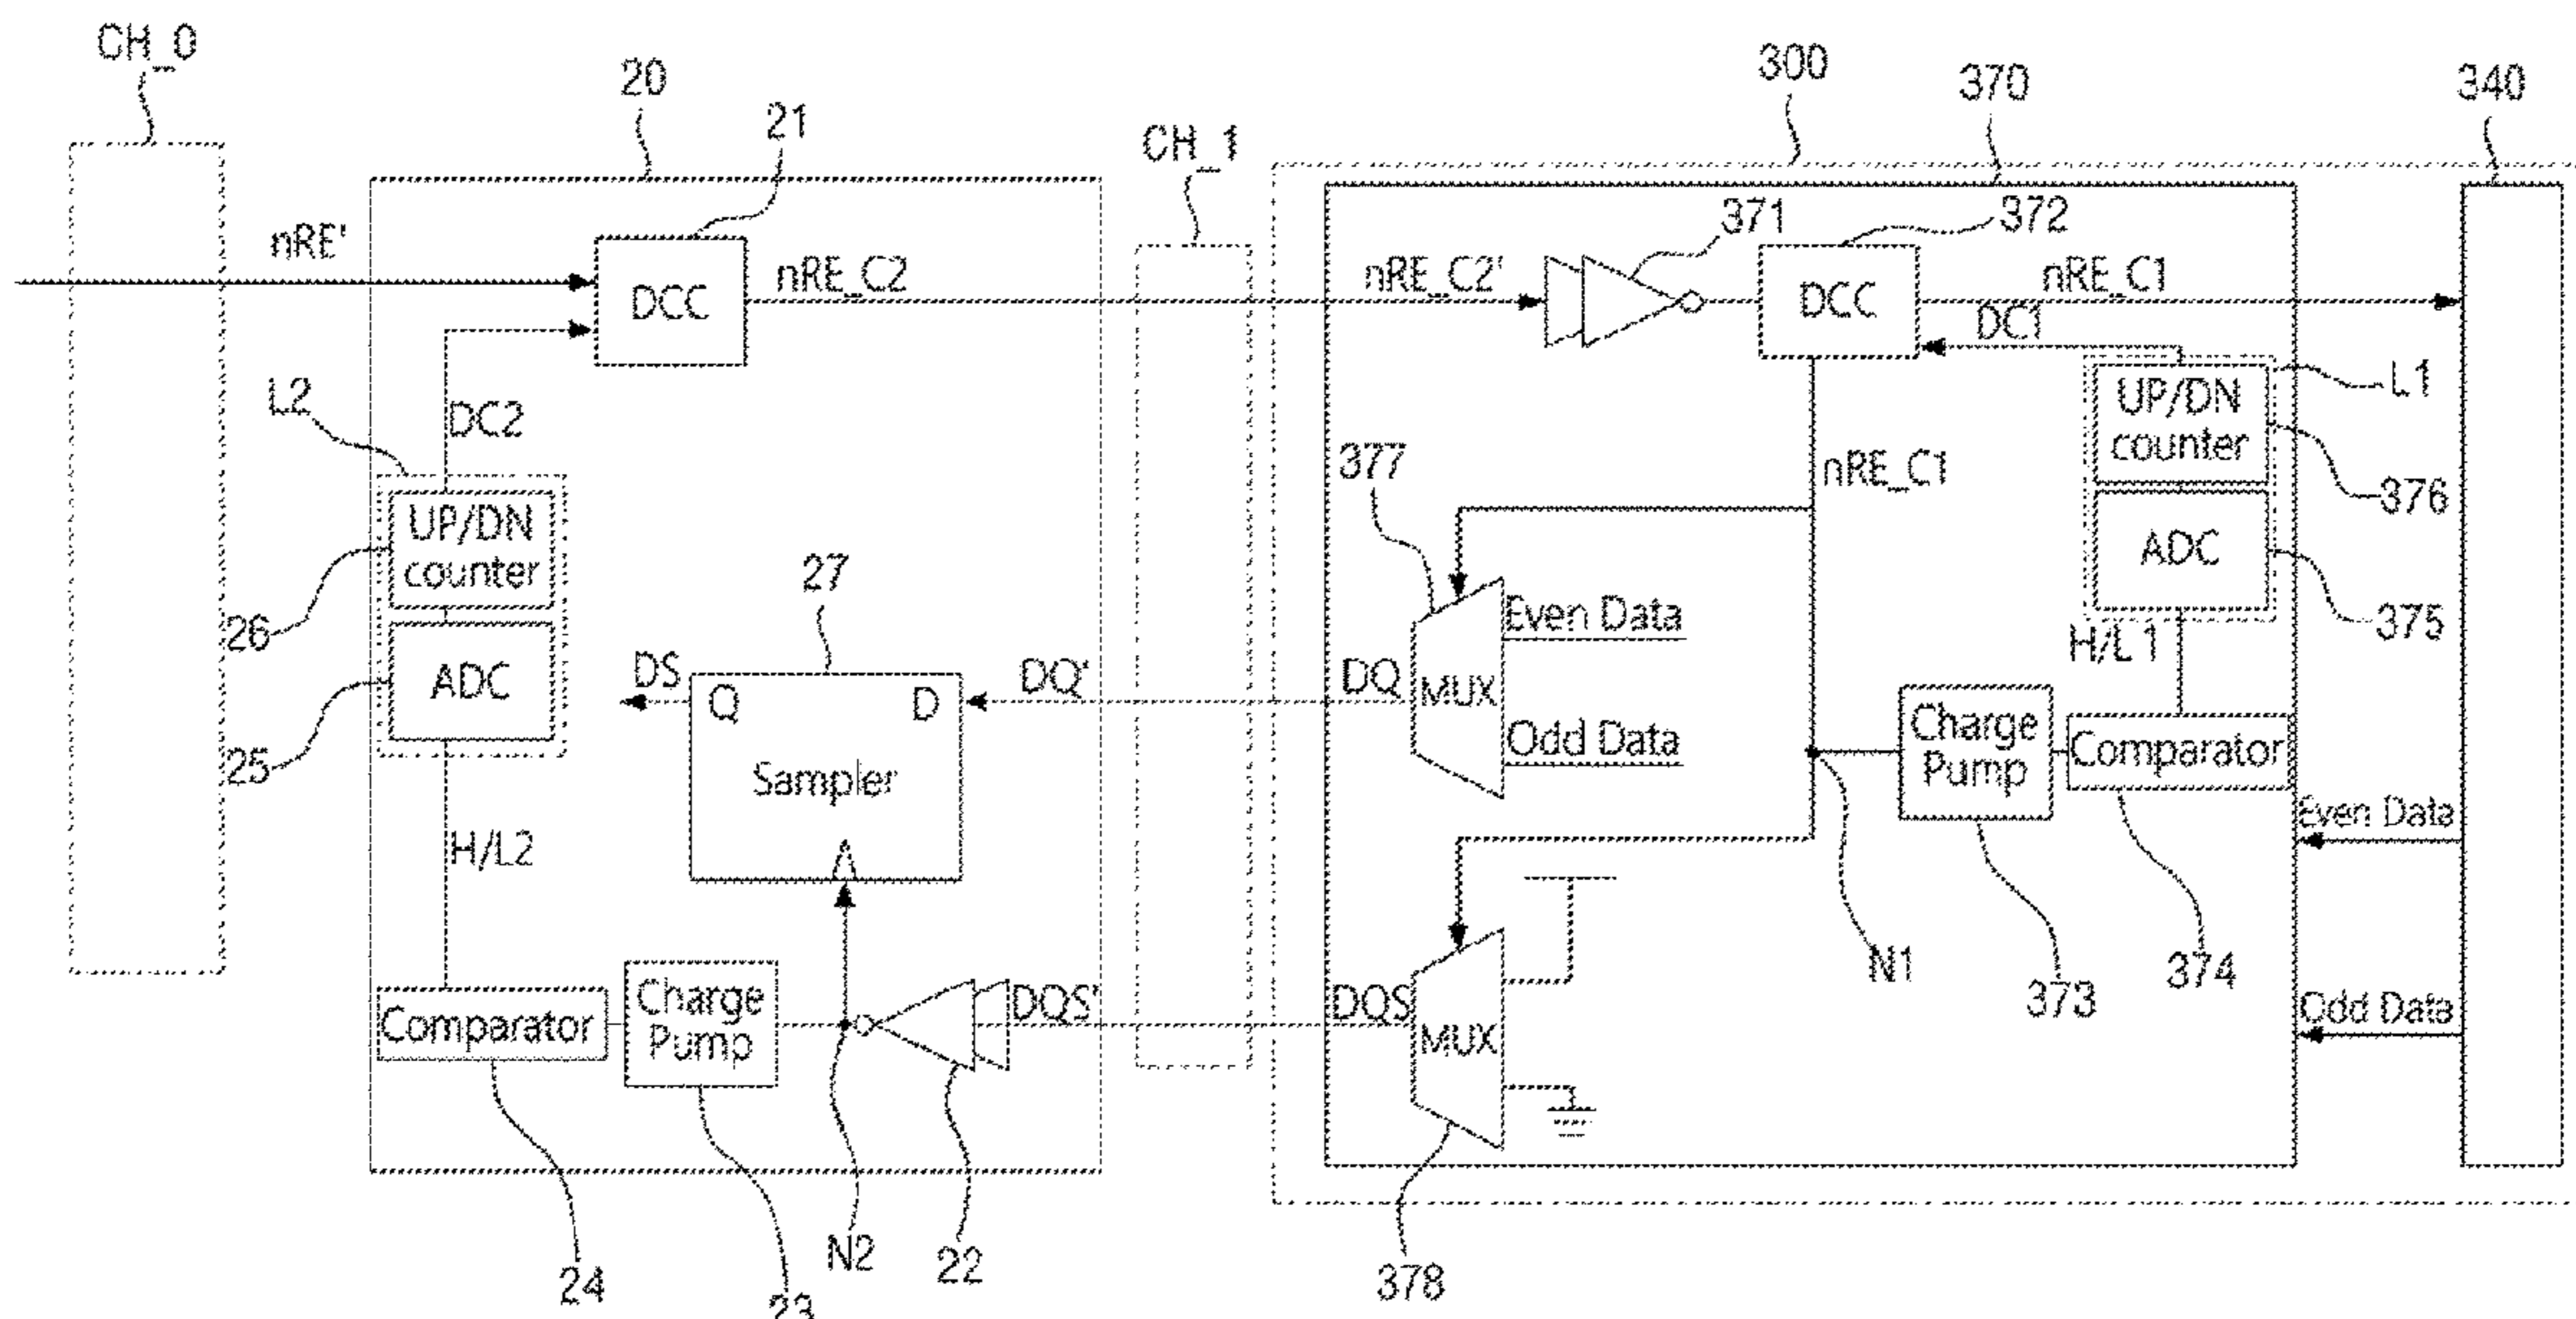 CH_0
20
21
CH_1
300
370
340
nRE'
DCC
nRE_C2
nRE_C2'
371
372
DCC
nRE_C1
DC1
L1
L2
DC2
UP/DN
counter
376
377
nRE_C1
ADC
375
UP/DN
counter
26
27
Even Data
H/L1
ADC
25
DS
Q
D
DQ'
DQ
MUX
Odd Data
Sampler
Charge
Pump
Comparator
Even Data
H/L2
N1
373
374
Comparator
Charge
Pump
DQS'
DQS
MUX
Odd Data
24
23
N2
22
378